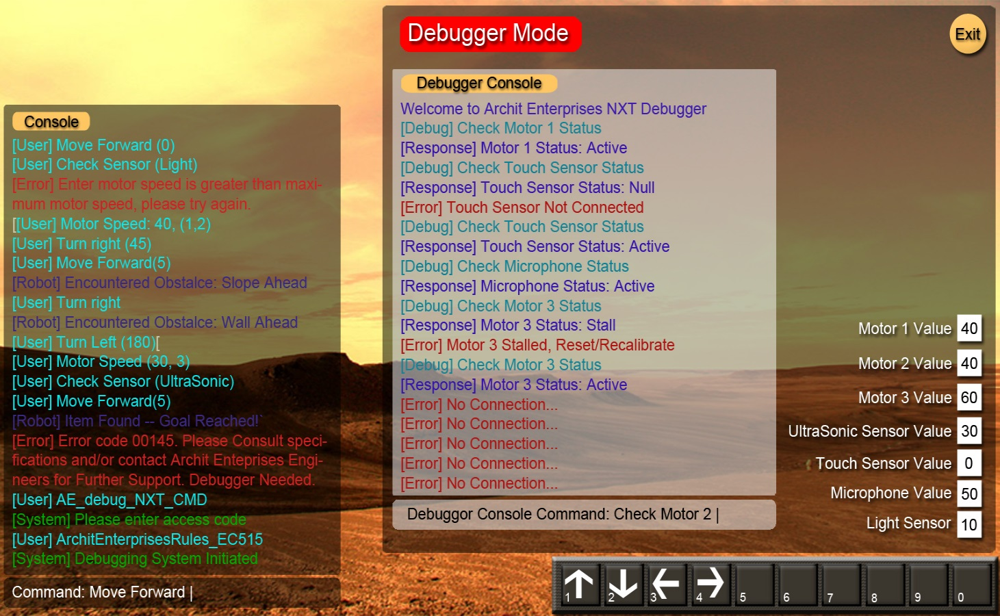 Debugger Mode
Exit
Console
[User] Move Forward (0)
[User] Check Sensor (Light)
[Error] Enter motor speed is greater than maxi-
mum motor speed, please try again.
[[User] Motor Speed: 40, (1,2)
[User] Turn right (45)
[User] Move Forward(5)
[Robot] Encountered Obstalce: Slope Ahead
[User] Turn right
[Robot] Encountered Obstalce: Wall Ahead
[User] Turn Left (180)[
[User] Motor Speed (30, 3)
[User] Check Sensor (UltraSonic)
[User] Move Forward(5)
[Robot] Item Found -- Goal Reached!`
[Error] Error code 00145. Please Consult speci-
fications and/or contact Archit Enteprises Engi-
neers for Further Support. Debugger Needed.
[User] AE_debug_NXT_CMD
[System] Please enter access code
[User] ArchitEnterprisesRules_EC515
[System] Debugging System Initiated
Command: Move Forward |
Debugger Console
Welcome to Archit Enterprises NXT Debugger
[Debug] Check Motor 1 Status
[Response] Motor 1 Status: Active
[Debug] Check Touch Sensor Status
[Response] Touch Sensor Status: Null
[Error] Touch Sensor Not Connected
[Debug] Check Touch Sensor Status
[Response] Touch Sensor Status: Active
[Debug] Check Microphone Status
[Response] Microphone Status: Active
[Debug] Check Motor 3 Status
[Response] Motor 3 Status: Stall
[Error] Motor 3 Stalled, Reset/Recalibrate
[Debug] Check Motor 3 Status
[Response] Motor 3 Status: Active
[Error] No Connection...
[Error] No Connection...
[Error] No Connection...
[Error] No Connection...
[Error] No Connection...
Debuggor Console Command: Check Motor 2 |
Motor 1 Value 40
Motor 2 Value 40
Motor 3 Value 60
UltraSonic Sensor Value 30
Touch Sensor Value 0
Microphone Value 50
Light Sensor 10
1 2 3 4 5 6 7 8 9 0